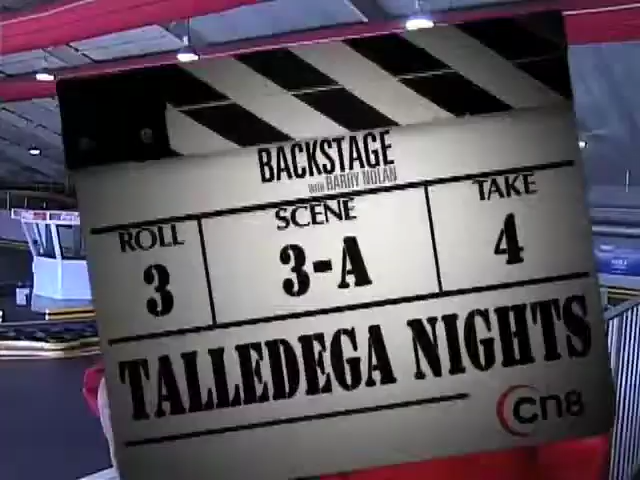 BACKSTAGE
with BARRY NOLAN
ROLL SCENE TAKE
3 3-A 4
TALLEDEGA NIGHTS
cn8